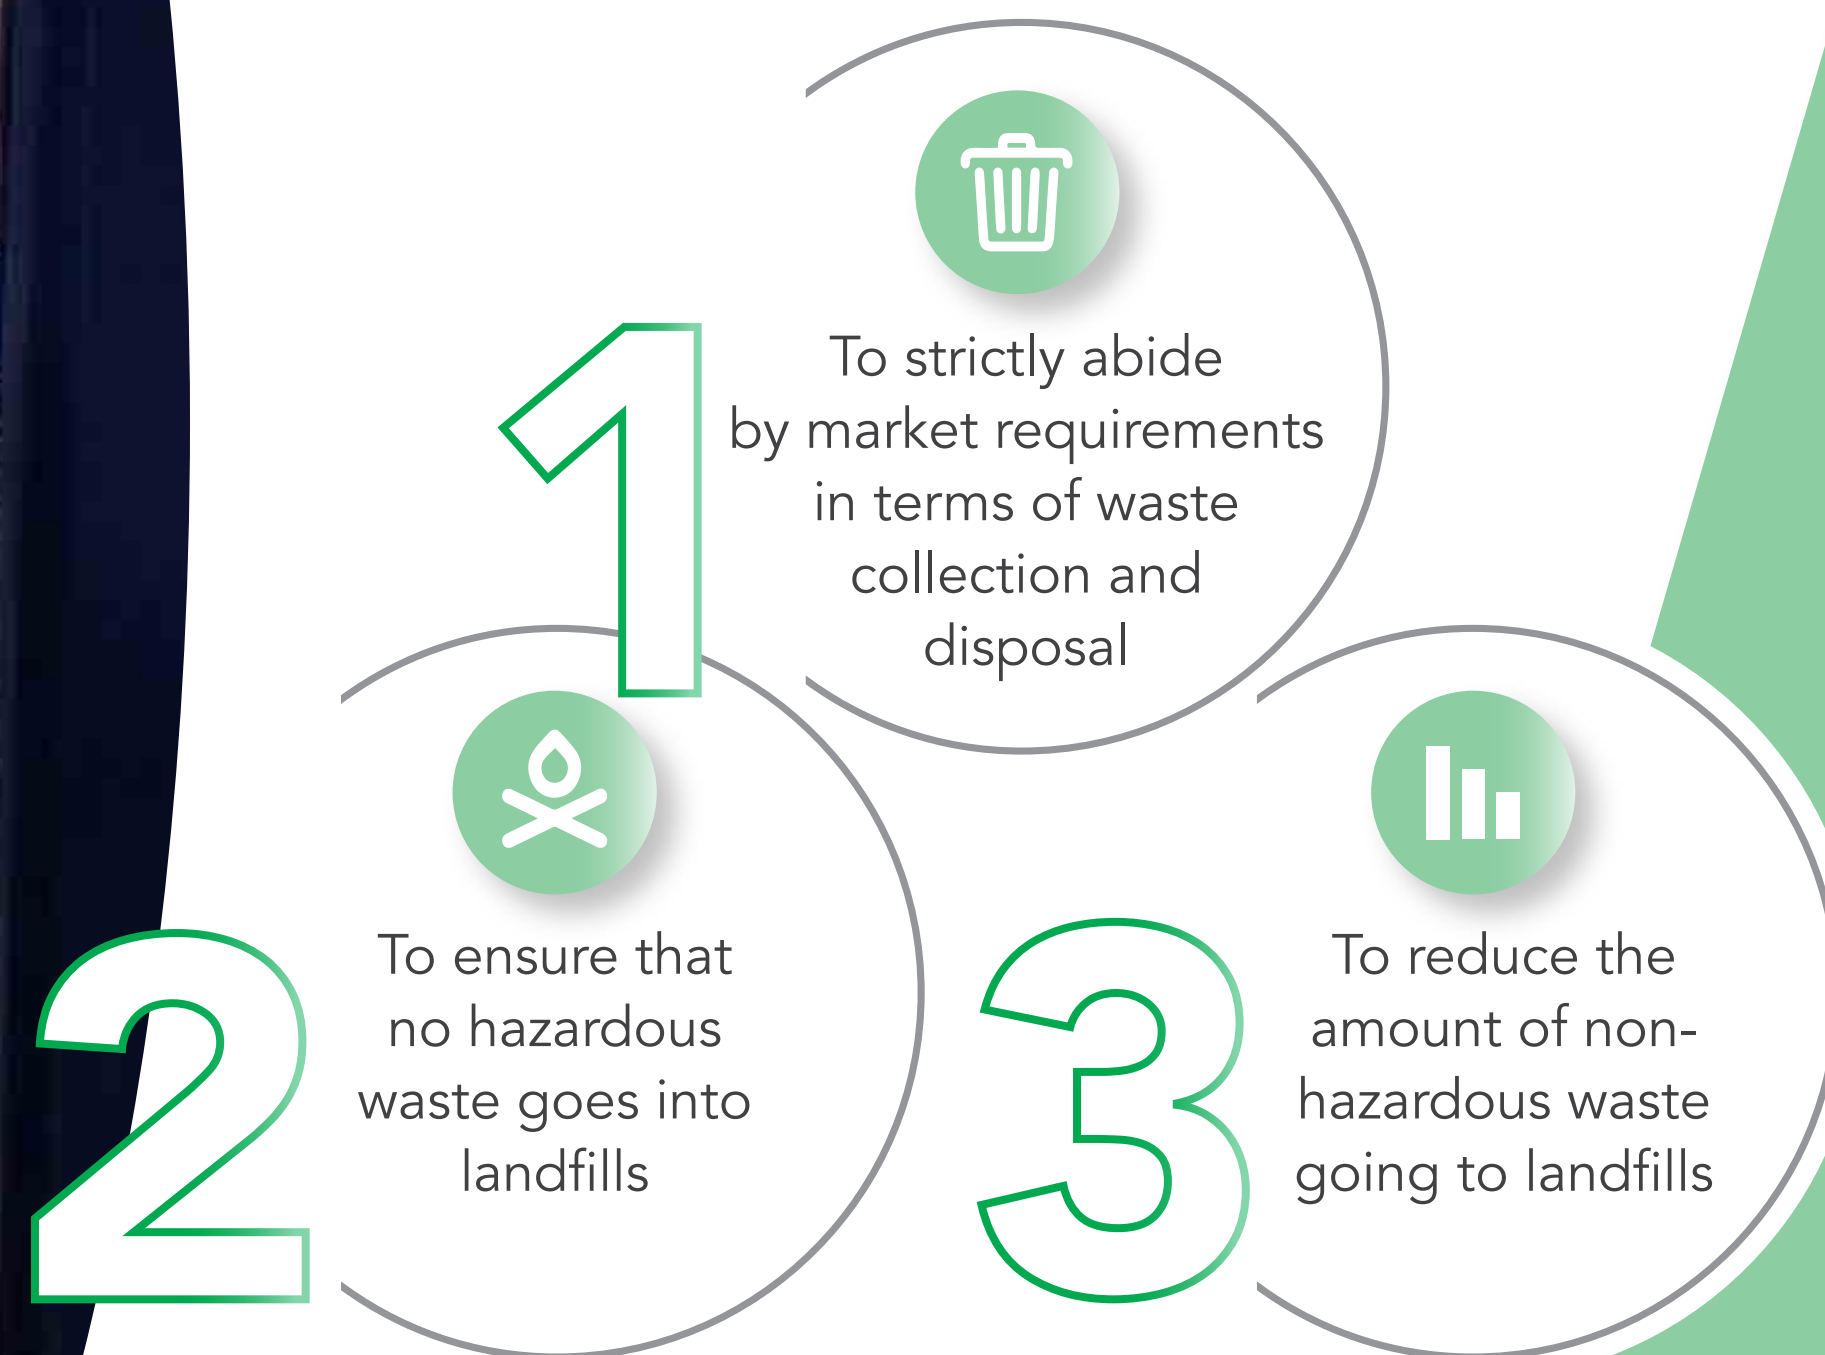 1
To strictly abide
by market requirements
in terms of waste
collection and
disposal
2
To ensure that
no hazardous
waste goes into
landfills
3
To reduce the
amount of non-
hazardous waste
going to landfills